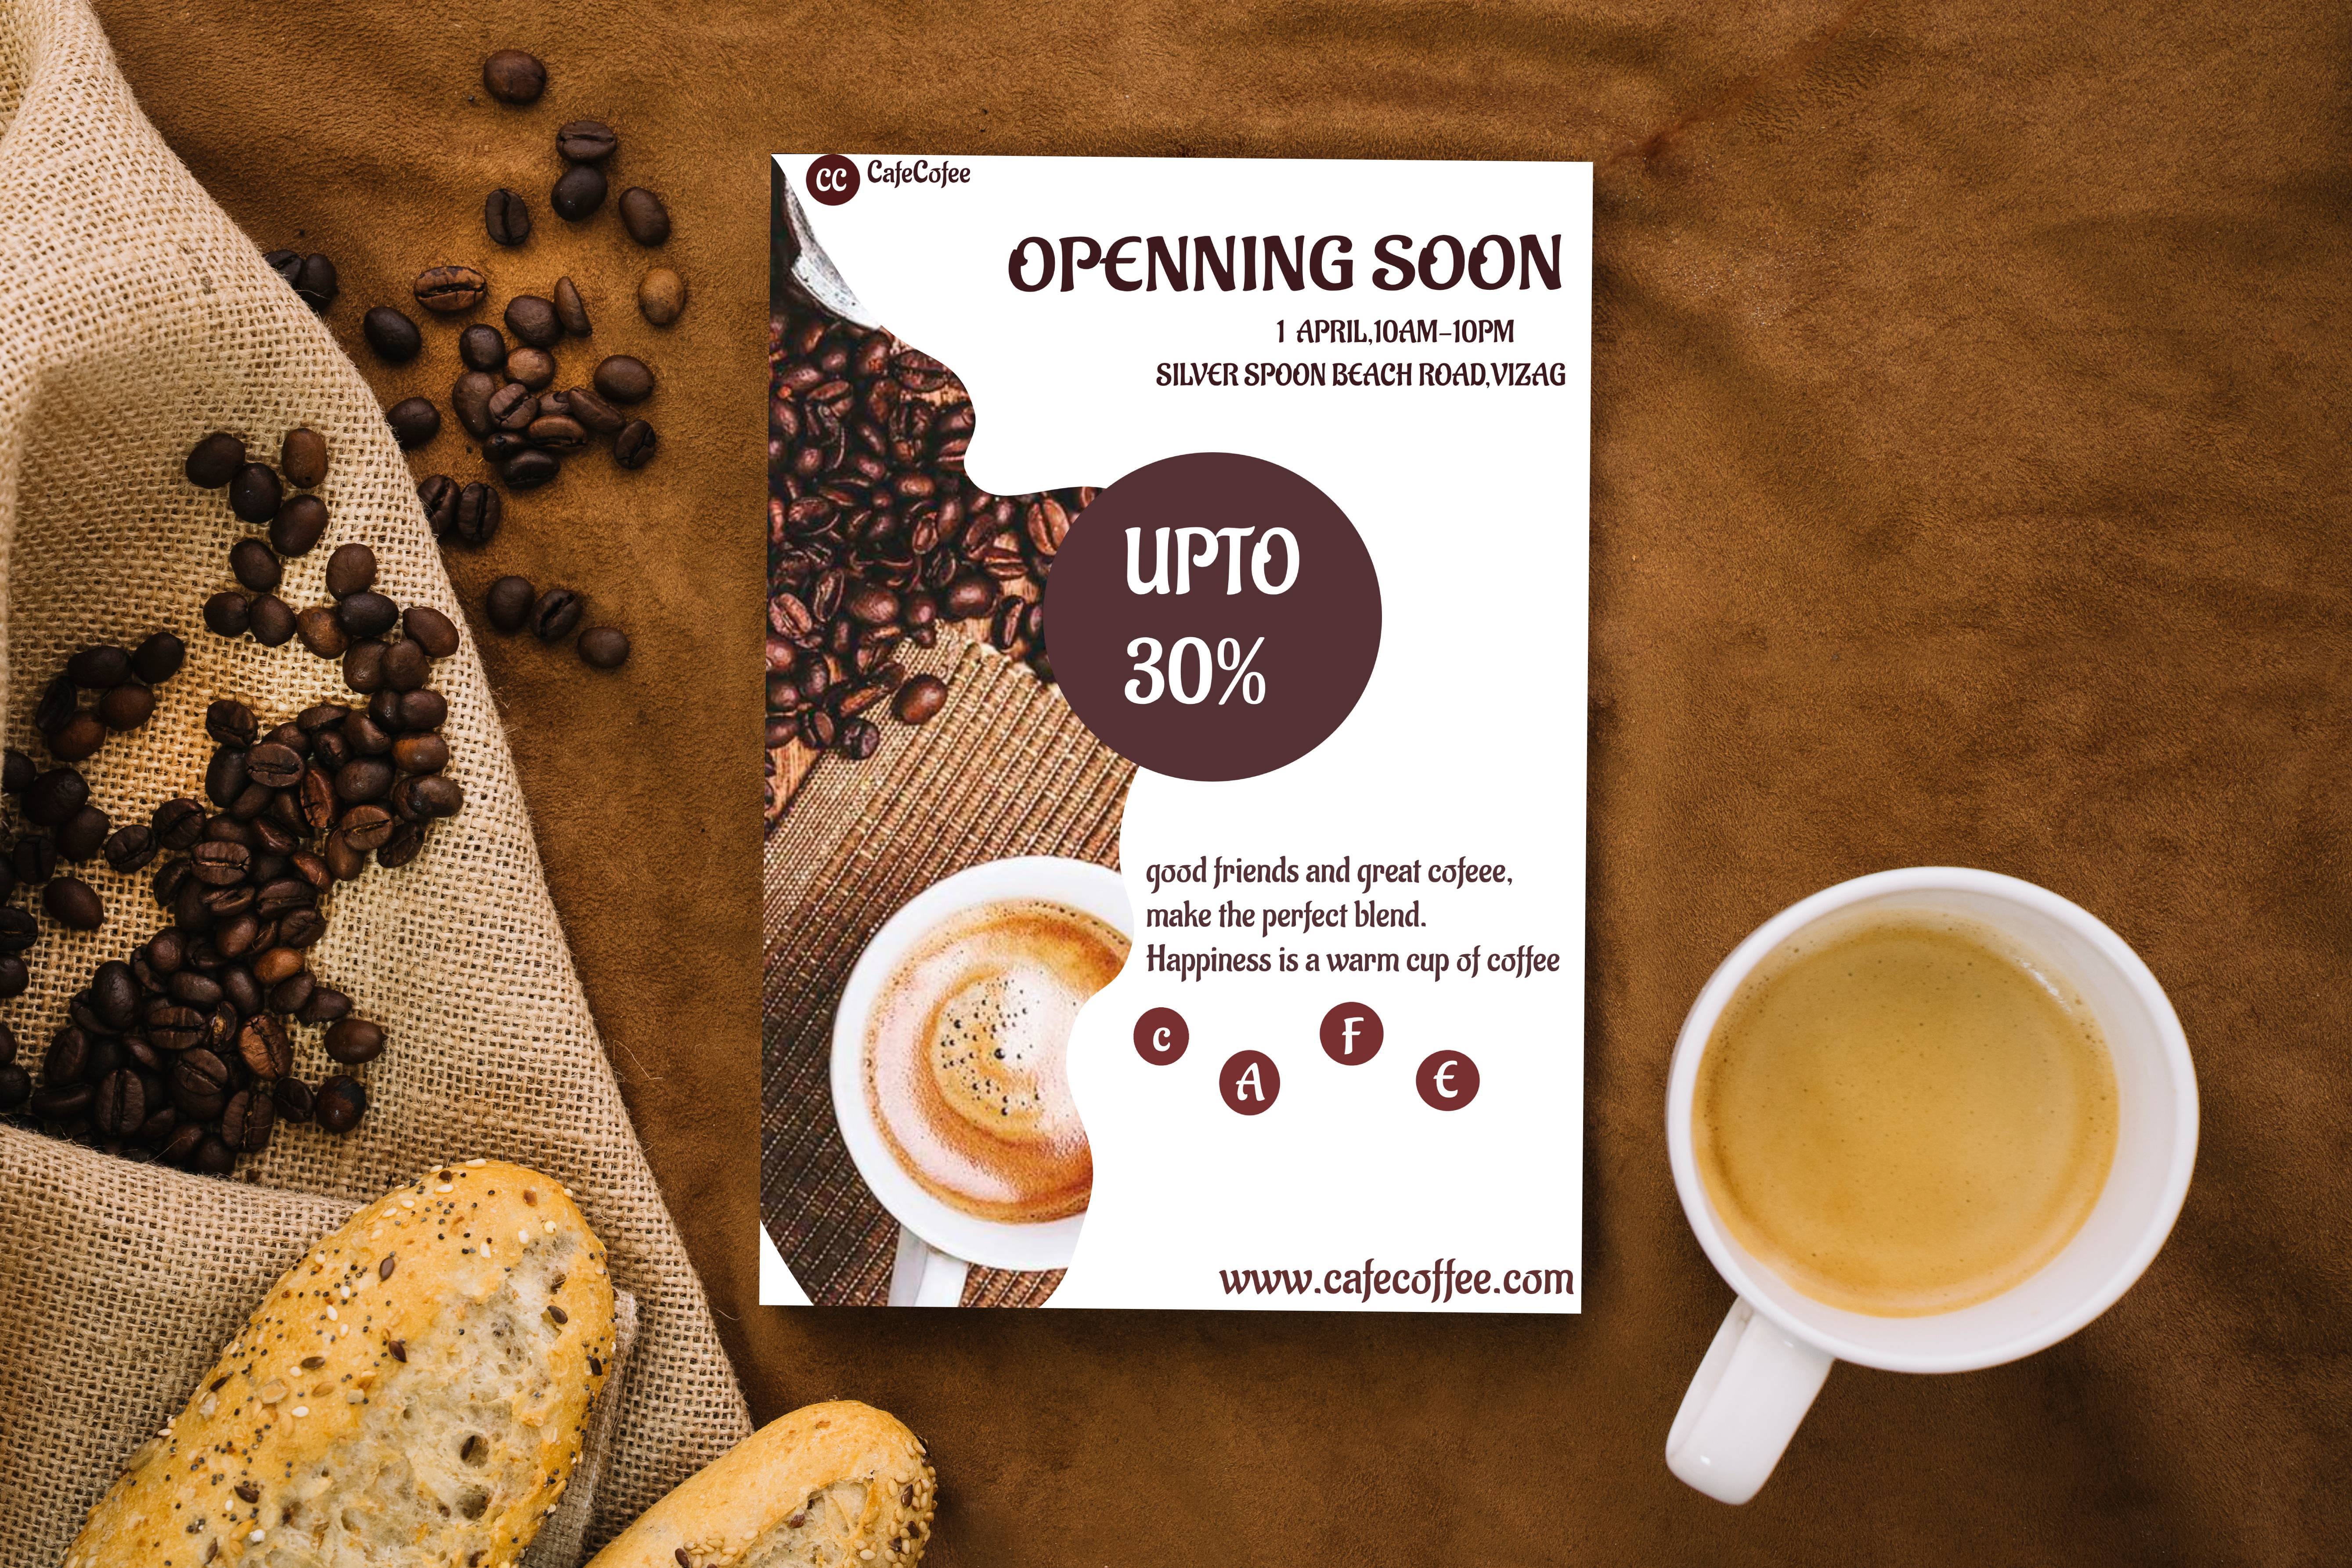 CC CafeCofee
OPENNING SOON
1 APRIL,10AM-10PM
SILVER SPOON BEACH ROAD,VIZAG
UPTO
30%
good friends and great cofeee,
make the perfect blend.
Happiness is a warm cup of coffee
c A F E
www.cafecoffee.com